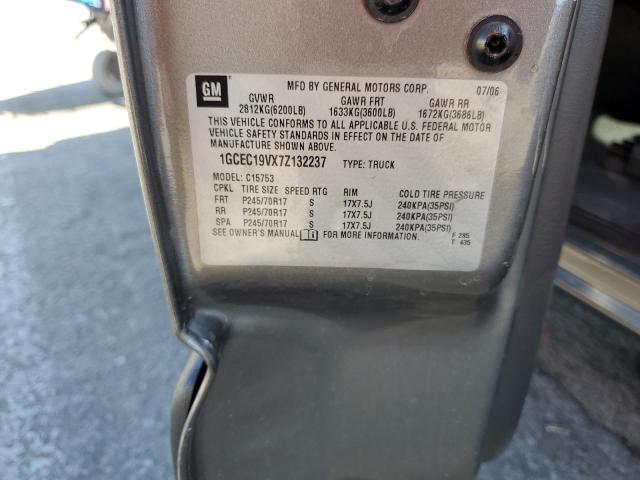 GM
MFD BY GENERAL MOTORS CORP. 07/06
GVWR GAWR FRT GAWR RR
2812KG(6200LB) 1633KG(3600LB) 1672KG(3686LB)
THIS VEHICLE CONFORMS TO ALL APPLICABLE U.S. FEDERAL MOTOR
VEHICLE SAFETY STANDARDS IN EFFECT ON THE DATE OF
MANUFACTURE SHOWN ABOVE.
1GCEC19VX7Z132237 TYPE: TRUCK
MODEL: C15753
CPKL TIRE SIZE SPEED RTG RIM COLD TIRE PRESSURE
FRT P245/70R17 S 17X7.5J 240KPA(35PSI)
RR P245/70R17 S 17X7.5J 240KPA(35PSI)
SPA P245/70R17 S 17X7.5J 240KPA(35PSI)
SEE OWNER'S MANUAL FOR MORE INFORMATION. F 285
T 435